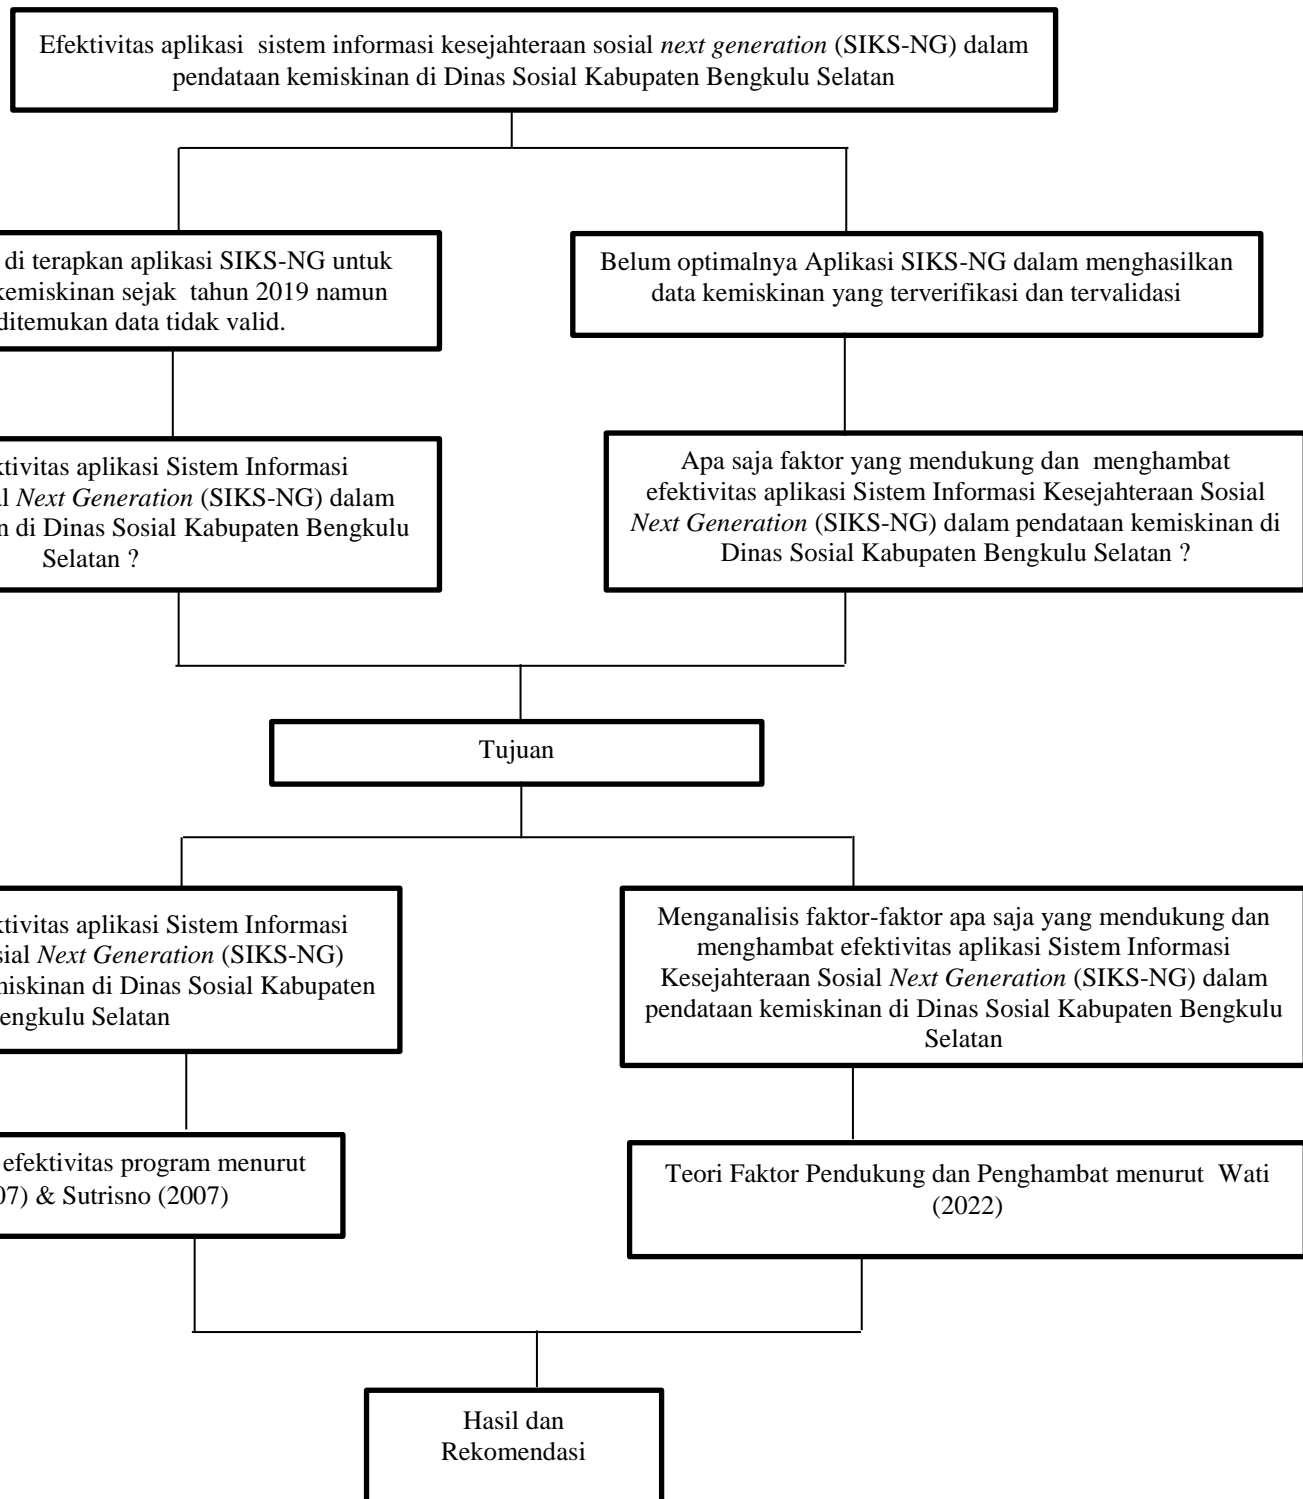 Efektivitas aplikasi sistem informasi kesejahteraan sosial next generation (SIKS-NG) dalam
pendataan kemiskinan di Dinas Sosial Kabupaten Bengkulu Selatan
di terapkan aplikasi SIKS-NG untuk
kemiskinan sejak tahun 2019 namun
ditemukan data tidak valid.
Belum optimalnya Aplikasi SIKS-NG dalam menghasilkan
data kemiskinan yang terverifikasi dan tervalidasi
ktivitas aplikasi Sistem Informasi
al Next Generation (SIKS-NG) dalam
n di Dinas Sosial Kabupaten Bengkulu
Selatan ?
Apa saja faktor yang mendukung dan menghambat
efektivitas aplikasi Sistem Informasi Kesejahteraan Sosial
Next Generation (SIKS-NG) dalam pendataan kemiskinan di
Dinas Sosial Kabupaten Bengkulu Selatan ?
Tujuan
ktivitas aplikasi Sistem Informasi
sial Next Generation (SIKS-NG)
miskinan di Dinas Sosial Kabupaten
engkulu Selatan
Menganalisis faktor-faktor apa saja yang mendukung dan
menghambat efektivitas aplikasi Sistem Informasi
Kesejahteraan Sosial Next Generation (SIKS-NG) dalam
pendataan kemiskinan di Dinas Sosial Kabupaten Bengkulu
Selatan
efektivitas program menurut
07) & Sutrisno (2007)
Teori Faktor Pendukung dan Penghambat menurut Wati
(2022)
Hasil dan
Rekomendasi